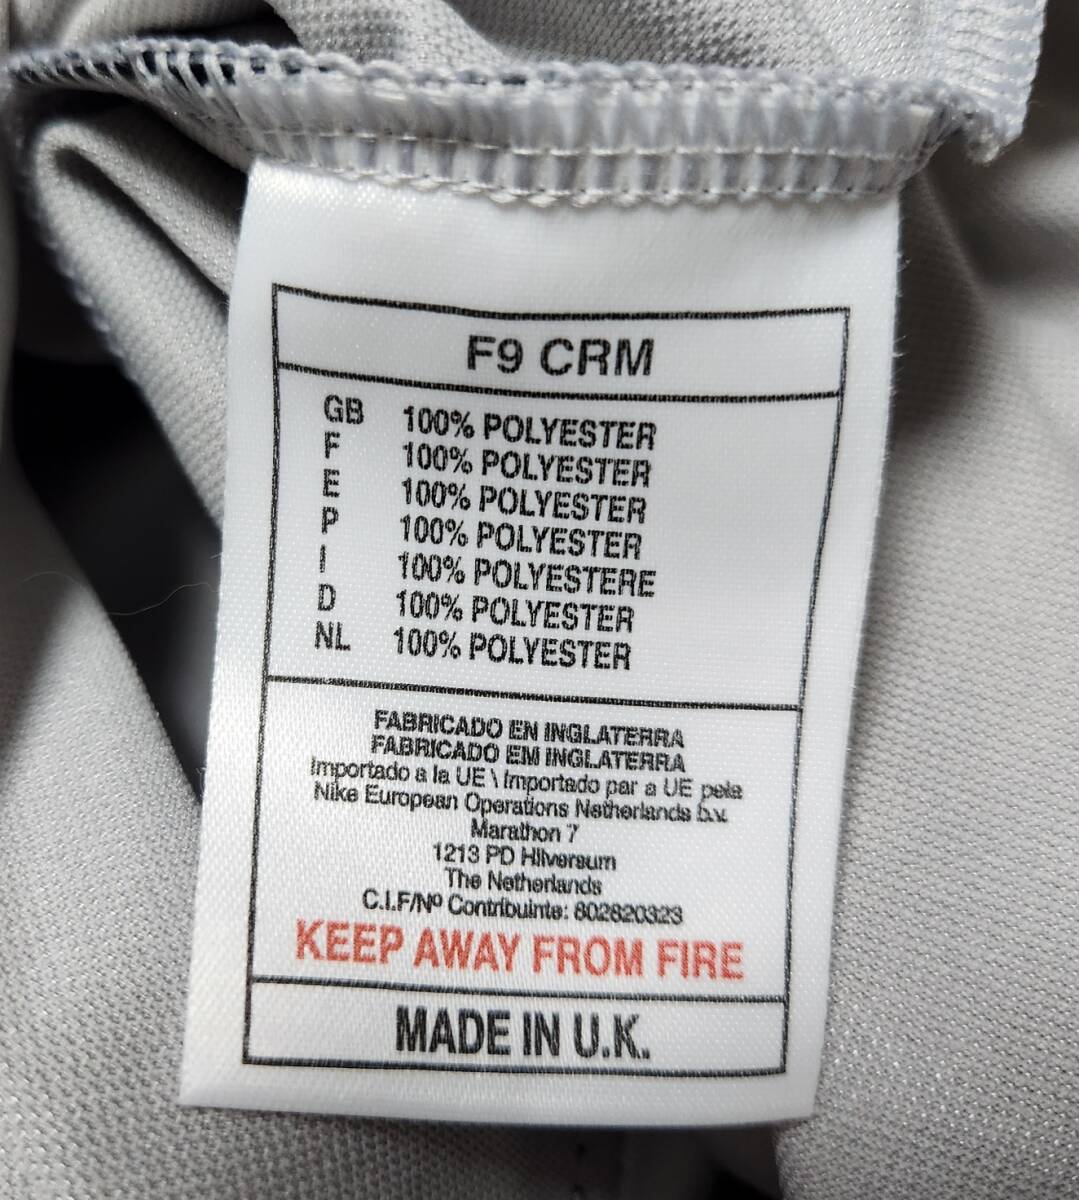 F9 CRM
GB 100% POLYESTER
F 100% POLYESTER
E 100% POLYESTER
P 100% POLYESTER
I 100% POLYESTERE
D 100% POLYESTER
NL 100% POLYESTER
FABRICADO EN INGLATERRA
FABRICADO EM INGLATERRA
Importado a la UE \ Importado par a UE pela
Nike European Operations Netherlands b.v.
Marathon 7
1213 PD Hilversum
The Netherlands
C.I.F/Nº Contribuinte: 802820323
KEEP AWAY FROM FIRE
MADE IN U.K.